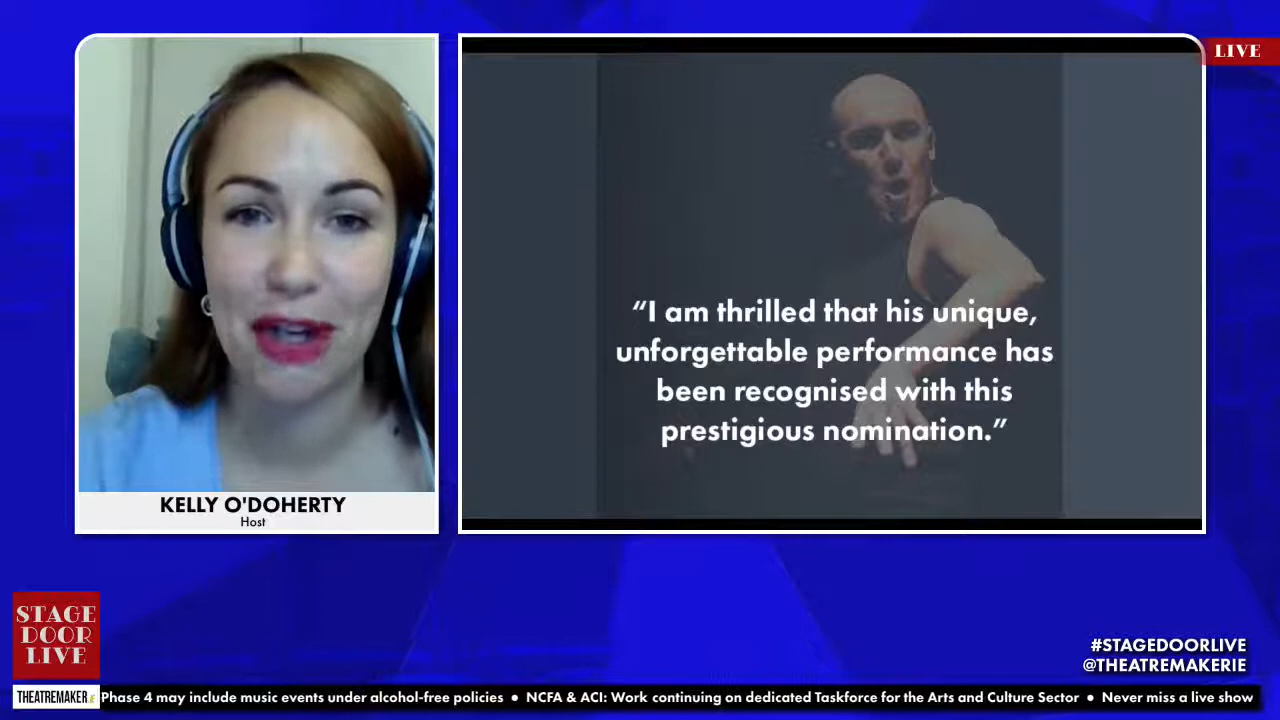 LIVE
“I am thrilled that his unique,
unforgettable performance has
been recognised with this
prestigious nomination.”
KELLY O'DOHERTY
Host
STAGE
DOOR
LIVE
#STAGEDOORLIVE
@THEATREMAKERIE
THEATREMAKER.IE Phase 4 may include music events under alcohol-free policies ● NCFA & ACI: Work continuing on dedicated Taskforce for the Arts and Culture Sector ● Never miss a live show